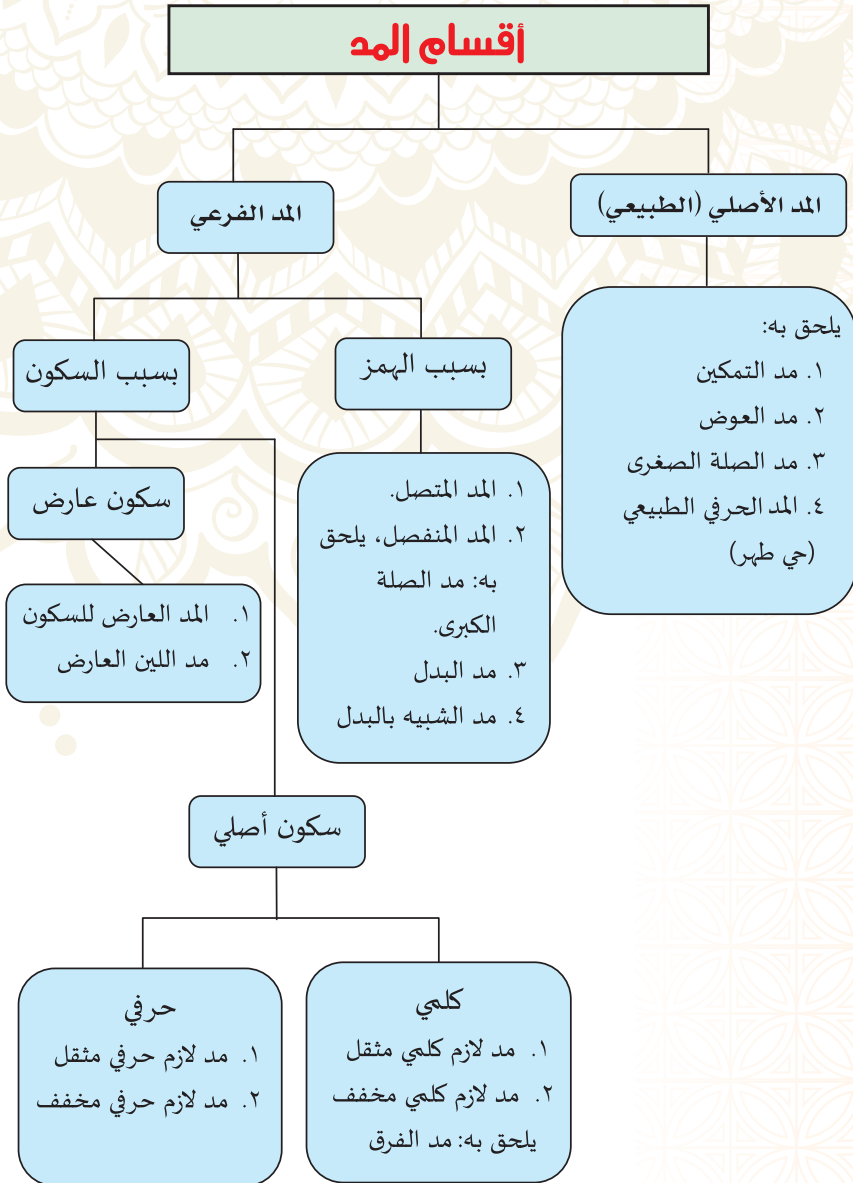 أقسام المد
المد الأصلي (الطبيعي)
يلحق به:
١. مد التمكين
٢. مد العوض
٣. مد الصلة الصغرى
٤. المد الحرفي الطبيعي
(حي طهر)
المد الفرعي
بسبب الهمز
١. المد المتصل.
٢. المد المنفصل، يلحق
به: مد الصلة
الكبرى.
٣. مد البدل
٤. مد الشبيه بالبدل
بسبب السكون
سكون عارض
١. المد العارض للسكون
٢. مد اللين العارض
سكون أصلي
كلمي
١. مد لازم كلمي مثقل
٢. مد لازم كلمي مخفف
يلحق به: مد الفرق
حرفي
١. مد لازم حرفي مثقل
٢. مد لازم حرفي مخفف